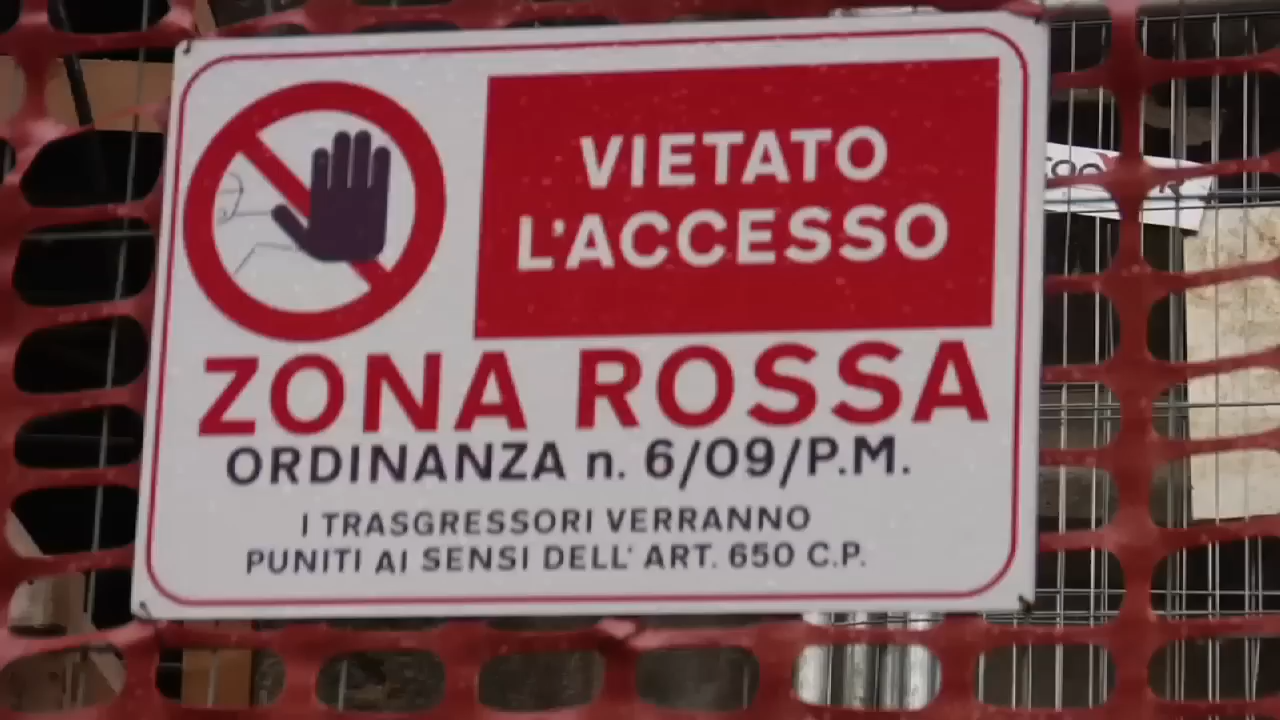 VIETATO
L'ACCESSO
ZONA ROSSA
ORDINANZA n. 6/09/P.M.
I TRASGRESSORI VERRANNO
PUNITI AI SENSI DELL' ART. 650 C.P.